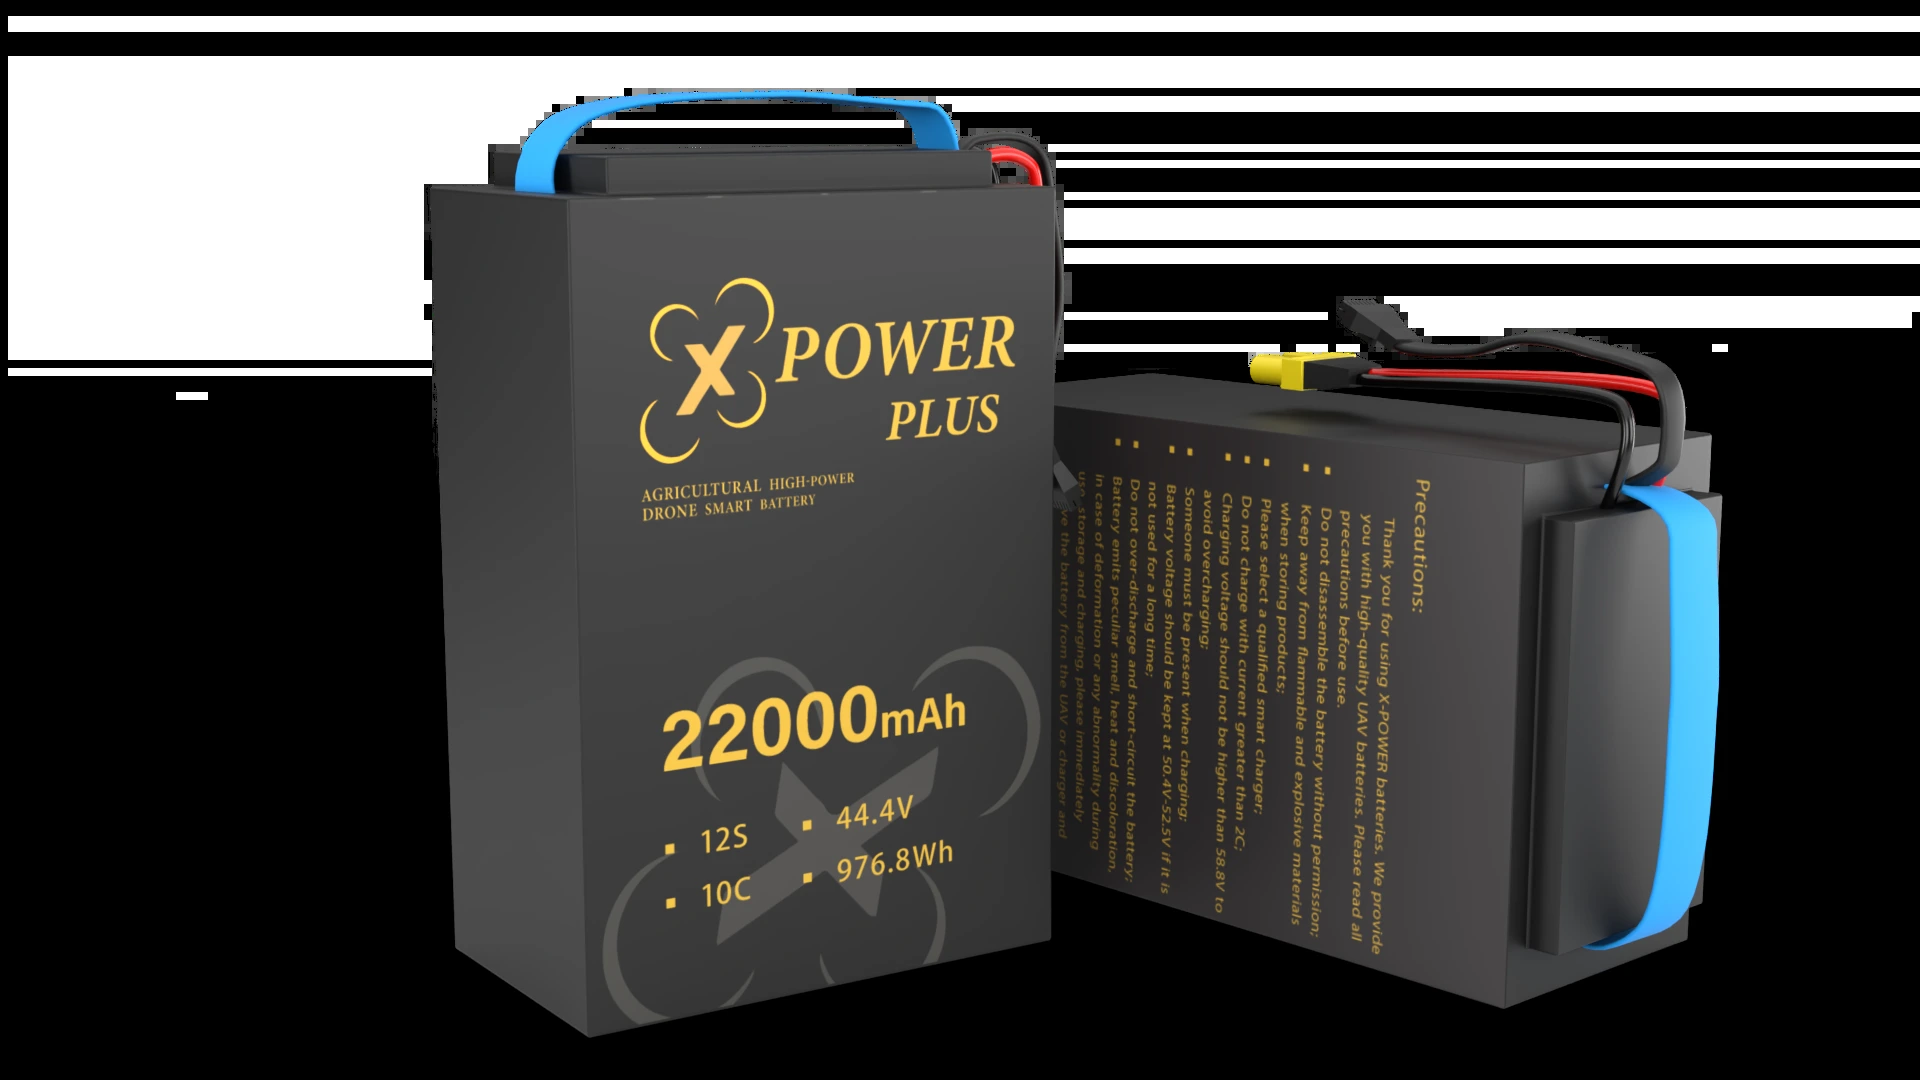 X POWER
PLUS
AGRICULTURAL HIGH-POWER
DRONE SMART BATTERY
22000mAh
▪ 12S
▪ 44.4V
▪ 10C
▪ 976.8Wh
Precautions:
Thank you for using X-POWER batteries. We provide
you with high-quality UAV batteries. Please read all
precautions before use.
▪ Do not disassemble the battery without permission;
▪ Keep away from flammable and explosive materials
when storing products;
▪ Please select a qualified smart charger;
▪ Do not charge with current greater than 2C;
▪ Charging voltage should not be higher than 58.8V to
avoid overcharging;
▪ Someone must be present when charging;
▪ Battery voltage should be kept at 50.4V-52.5V if it is
not used for a long time;
▪ Do not over-discharge and short-circuit the battery;
▪ Battery emits peculiar smell, heat and discoloration,
in case of deformation or any abnormality during
use, storage and charging, please immediately
the battery from the UAV or charger and